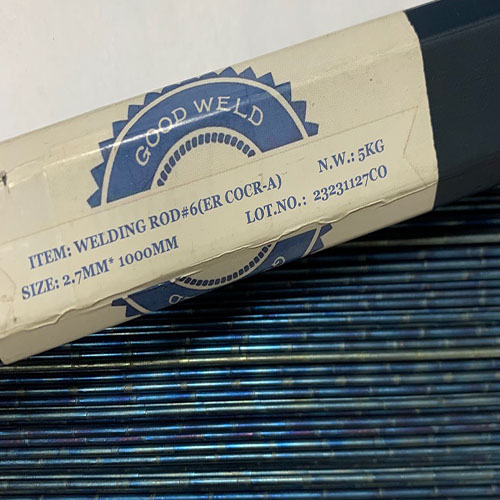 GOOD WELD
ITEM: WELDING ROD#6(ER COCR-A) N.W.: 5KG
SIZE: 2.7MM* 1000MM LOT.NO.: 23231127CO